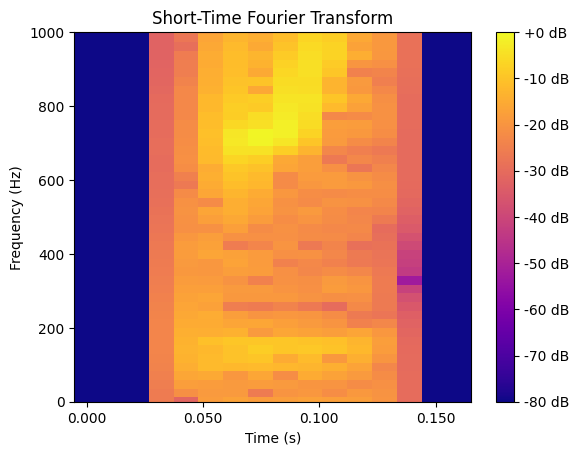 Short-Time Fourier Transform
1000
800
600
400
200
0
Frequency (Hz)
0.000
0.050
0.100
0.150
Time (s)
+0 dB
-10 dB
-20 dB
-30 dB
-40 dB
-50 dB
-60 dB
-70 dB
-80 dB